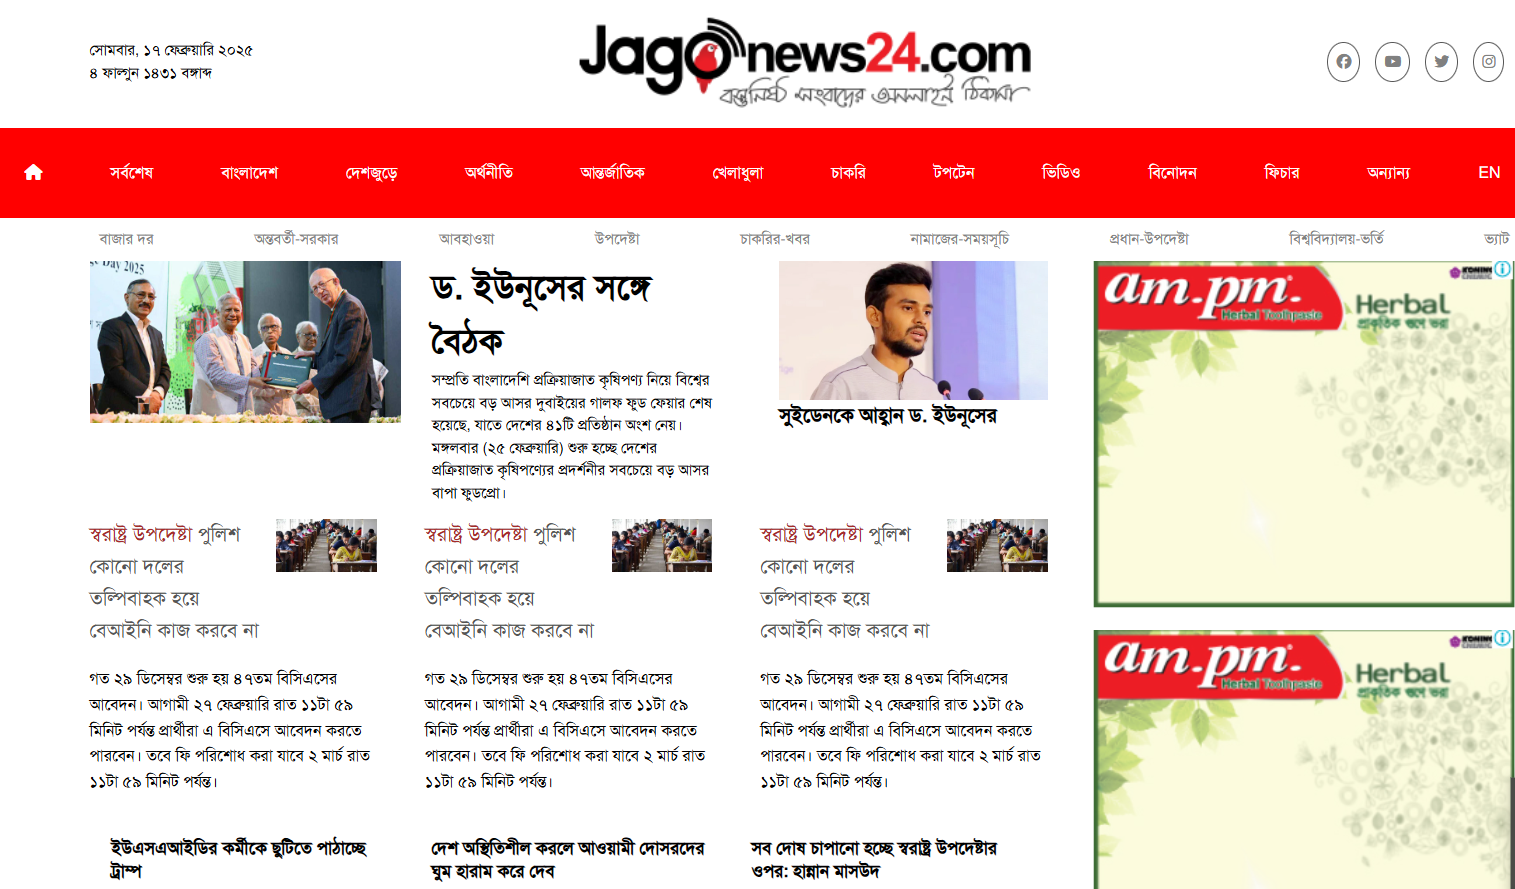 সোমবার, ১৭ ফেব্রুয়ারি ২০২৫
৪ ফাল্গুন ১৪৩১ বঙ্গাব্দ
Jagonews24.com
বস্তুনিষ্ঠ সংবাদের অনলাইন ঠিকানা
সর্বশেষ বাংলাদেশ দেশজুড়ে অর্থনীতি আন্তর্জাতিক খেলাধুলা চাকরি টপটেন ভিডিও বিনোদন ফিচার অন্যান্য EN
বাজার দর অন্তবর্তী-সরকার আবহাওয়া উপদেষ্টা চাকরির-খবর নামাজের-সময়সূচি প্রধান-উপদেষ্টা বিশ্ববিদ্যালয়-ভর্তি ভ্যাট
Day 2025
ড. ইউনূসের সঙ্গে
বৈঠক
সম্প্রতি বাংলাদেশি প্রক্রিয়াজাত কৃষিপণ্য নিয়ে বিশ্বের
সবচেয়ে বড় আসর দুবাইয়ের গালফ ফুড ফেয়ার শেষ
হয়েছে, যাতে দেশের ৪১টি প্রতিষ্ঠান অংশ নেয়।
মঙ্গলবার (২৫ ফেব্রুয়ারি) শুরু হচ্ছে দেশের
প্রক্রিয়াজাত কৃষিপণ্যের প্রদর্শনীর সবচেয়ে বড় আসর
বাপা ফুডপ্রো।
সুইডেনকে আহ্বান ড. ইউনূসের
স্বরাষ্ট্র উপদেষ্টা পুলিশ
কোনো দলের
তল্পিবাহক হয়ে
বেআইনি কাজ করবে না
গত ২৯ ডিসেম্বর শুরু হয় ৪৭তম বিসিএসের
আবেদন। আগামী ২৭ ফেব্রুয়ারি রাত ১১টা ৫৯
মিনিট পর্যন্ত প্রার্থীরা এ বিসিএসে আবেদন করতে
পারবেন। তবে ফি পরিশোধ করা যাবে ২ মার্চ রাত
১১টা ৫৯ মিনিট পর্যন্ত।
স্বরাষ্ট্র উপদেষ্টা পুলিশ
কোনো দলের
তল্পিবাহক হয়ে
বেআইনি কাজ করবে না
গত ২৯ ডিসেম্বর শুরু হয় ৪৭তম বিসিএসের
আবেদন। আগামী ২৭ ফেব্রুয়ারি রাত ১১টা ৫৯
মিনিট পর্যন্ত প্রার্থীরা এ বিসিএসে আবেদন করতে
পারবেন। তবে ফি পরিশোধ করা যাবে ২ মার্চ রাত
১১টা ৫৯ মিনিট পর্যন্ত।
স্বরাষ্ট্র উপদেষ্টা পুলিশ
কোনো দলের
তল্পিবাহক হয়ে
বেআইনি কাজ করবে না
গত ২৯ ডিসেম্বর শুরু হয় ৪৭তম বিসিএসের
আবেদন। আগামী ২৭ ফেব্রুয়ারি রাত ১১টা ৫৯
মিনিট পর্যন্ত প্রার্থীরা এ বিসিএসে আবেদন করতে
পারবেন। তবে ফি পরিশোধ করা যাবে ২ মার্চ রাত
১১টা ৫৯ মিনিট পর্যন্ত।
ইউএসএআইডির কর্মীকে ছুটিতে পাঠাচ্ছে
ট্রাম্প
দেশ অস্থিতিশীল করলে আওয়ামী দোসরদের
ঘুম হারাম করে দেব
সব দোষ চাপানো হচ্ছে স্বরাষ্ট্র উপদেষ্টার
ওপর: হান্নান মাসউদ
am.pm.
Herbal Toothpaste
Herbal
প্রাকৃতিক গুণে ভরা
am.pm.
Herbal Toothpaste
Herbal
প্রাকৃতিক গুণে ভরা